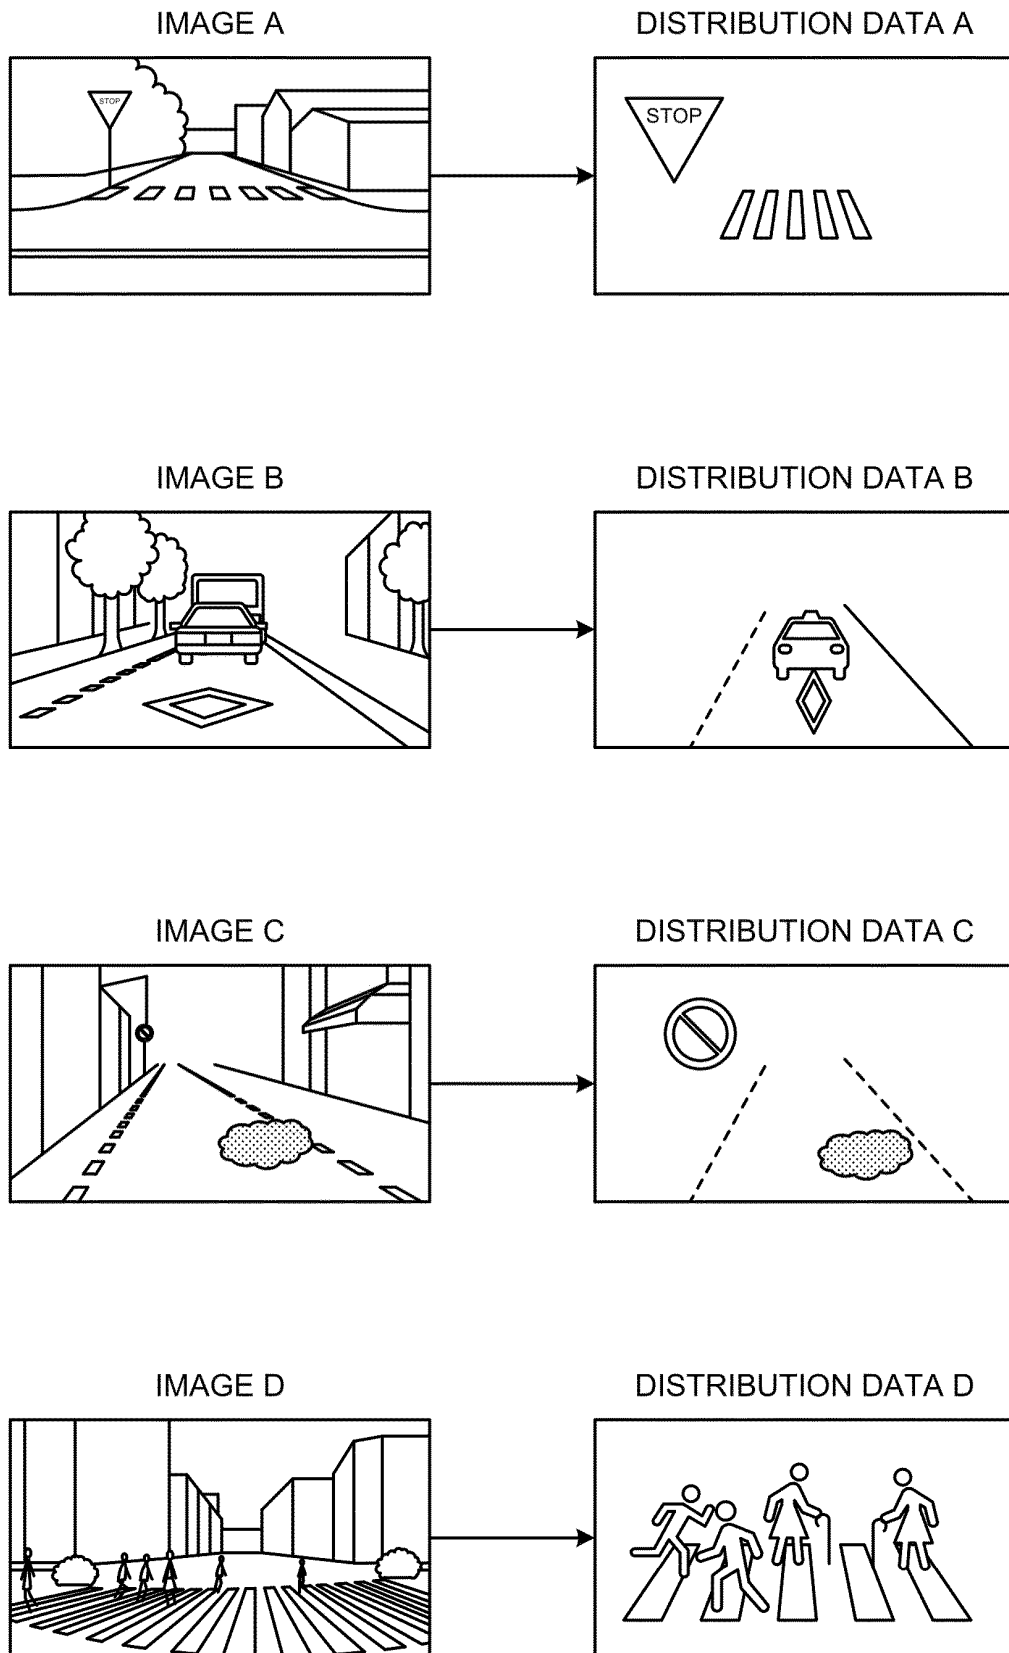 IMAGE A
DISTRIBUTION DATA A
STOP
STOP
IMAGE B
DISTRIBUTION DATA B
IMAGE C
DISTRIBUTION DATA C
IMAGE D
DISTRIBUTION DATA D